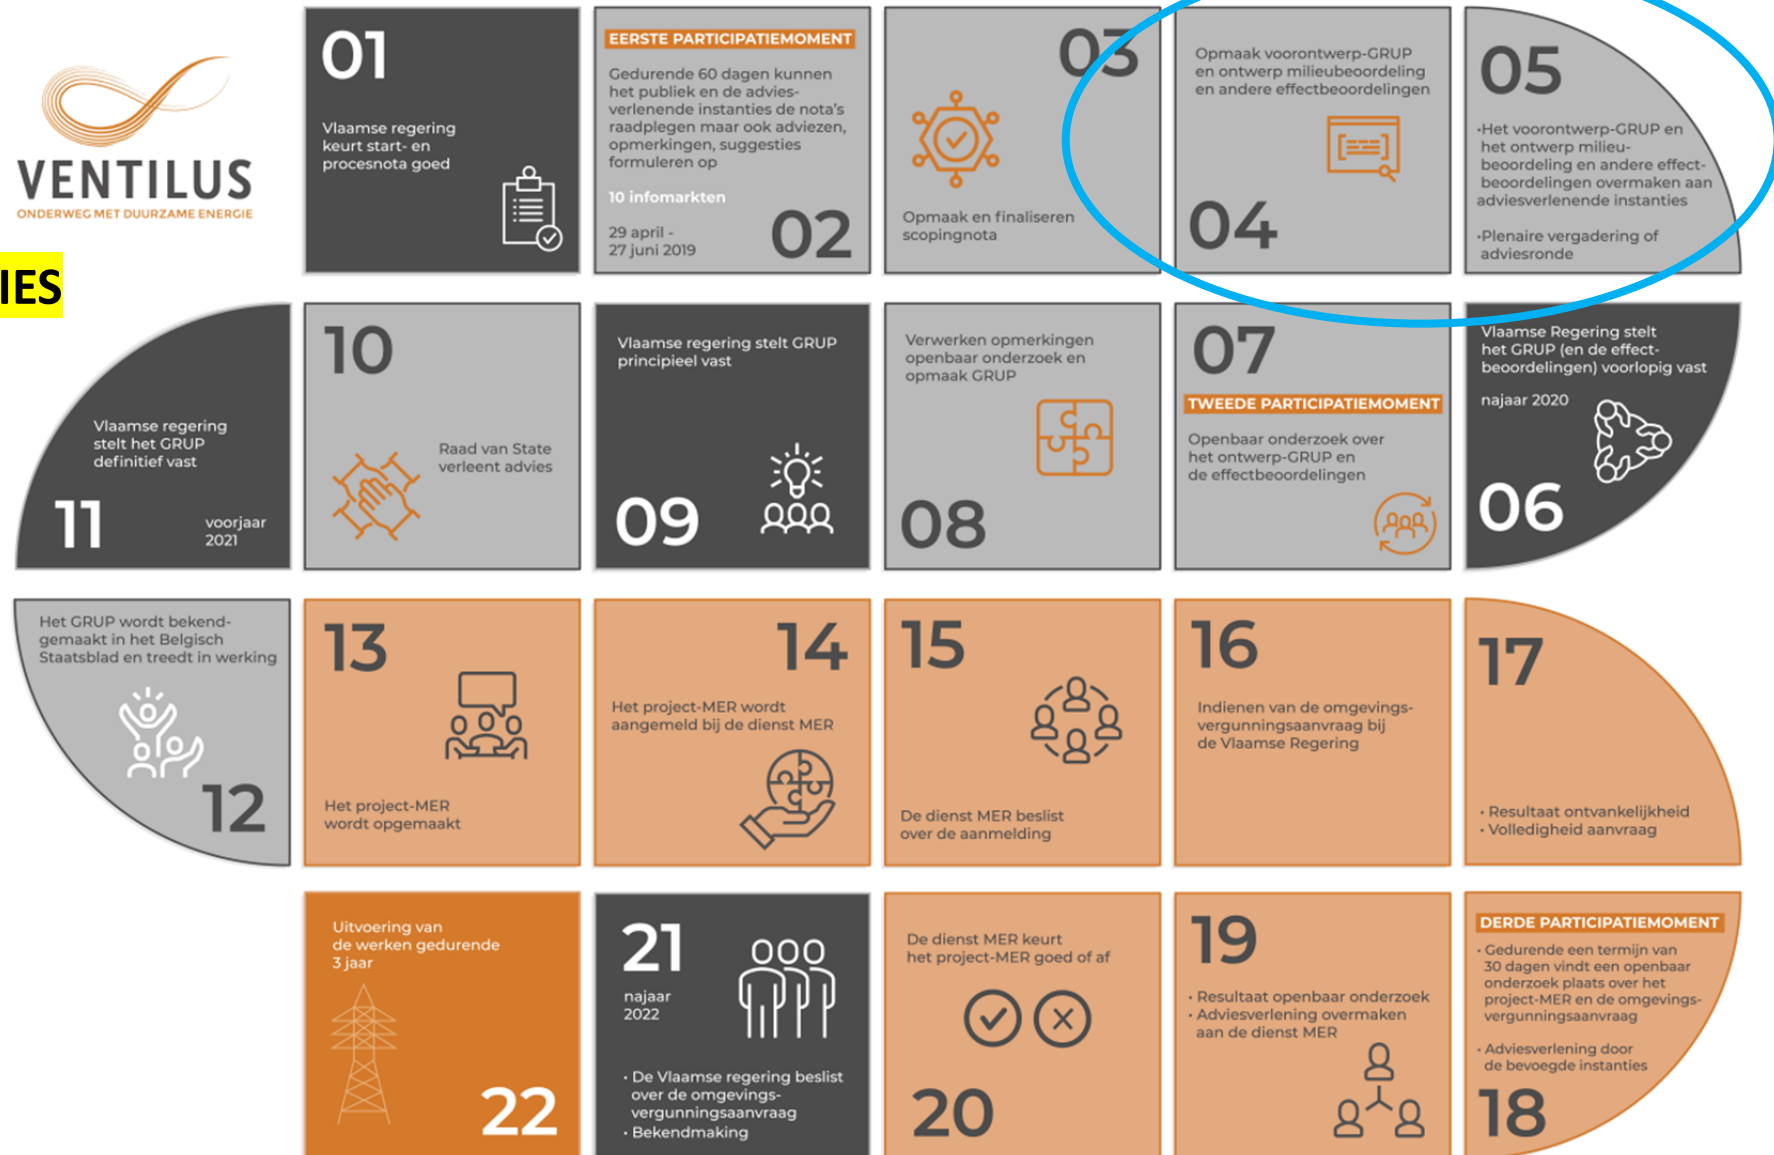 VENTILUS
ONDERWEG MET DUURZAME ENERGIE
IES
01
Vlaamse regering
keurt start- en
procesnota goed
EERSTE PARTICIPATIEMOMENT
Gedurende 60 dagen kunnen
het publiek en de advies-
verlenende instanties de nota's
raadplegen maar ook adviezen,
opmerkingen, suggesties
formuleren op
10 infomarkten
29 april -
27 juni 2019
02
03
Opmaak en finaliseren
scopingnota
Opmaak voorontwerp-GRUP
en ontwerp milieubeoordeling
en andere effectbeoordelingen
04
05
•Het voorontwerp-GRUP en
het ontwerp milieu-
beoordeling en andere effect-
beoordelingen overmaken aan
adviesverlenende instanties
•Plenaire vergadering of
adviesronde
Vlaamse Regering stelt
het GRUP (en de effect-
beoordelingen) voorlopig vast
najaar 2020
06
07
TWEEDE PARTICIPATIEMOMENT
Openbaar onderzoek over
het ontwerp-GRUP en
de effectbeoordelingen
Verwerken opmerkingen
openbaar onderzoek en
opmaak GRUP
08
Vlaamse regering stelt GRUP
principieel vast
09
10
Raad van State
verleent advies
Vlaamse regering
stelt het GRUP
definitief vast
11
voorjaar
2021
Het GRUP wordt bekend-
gemaakt in het Belgisch
Staatsblad en treedt in werking
12
13
Het project-MER
wordt opgemaakt
14
Het project-MER wordt
aangemeld bij de dienst MER
15
De dienst MER beslist
over de aanmelding
16
Indienen van de omgevings-
vergunningsaanvraag bij
de Vlaamse Regering
17
• Resultaat ontvankelijkheid
• Volledigheid aanvraag
DERDE PARTICIPATIEMOMENT
• Gedurende een termijn van
30 dagen vindt een openbaar
onderzoek plaats over het
project-MER en de omgevings-
vergunningsaanvraag
• Adviesverlening door
de bevoegde instanties
18
19
• Resultaat openbaar onderzoek
• Adviesverlening overmaken
aan de dienst MER
De dienst MER keurt
het project-MER goed of af
20
21
najaar
2022
• De Vlaamse regering beslist
over de omgevings-
vergunningsaanvraag
• Bekendmaking
Uitvoering van
de werken gedurende
3 jaar
22